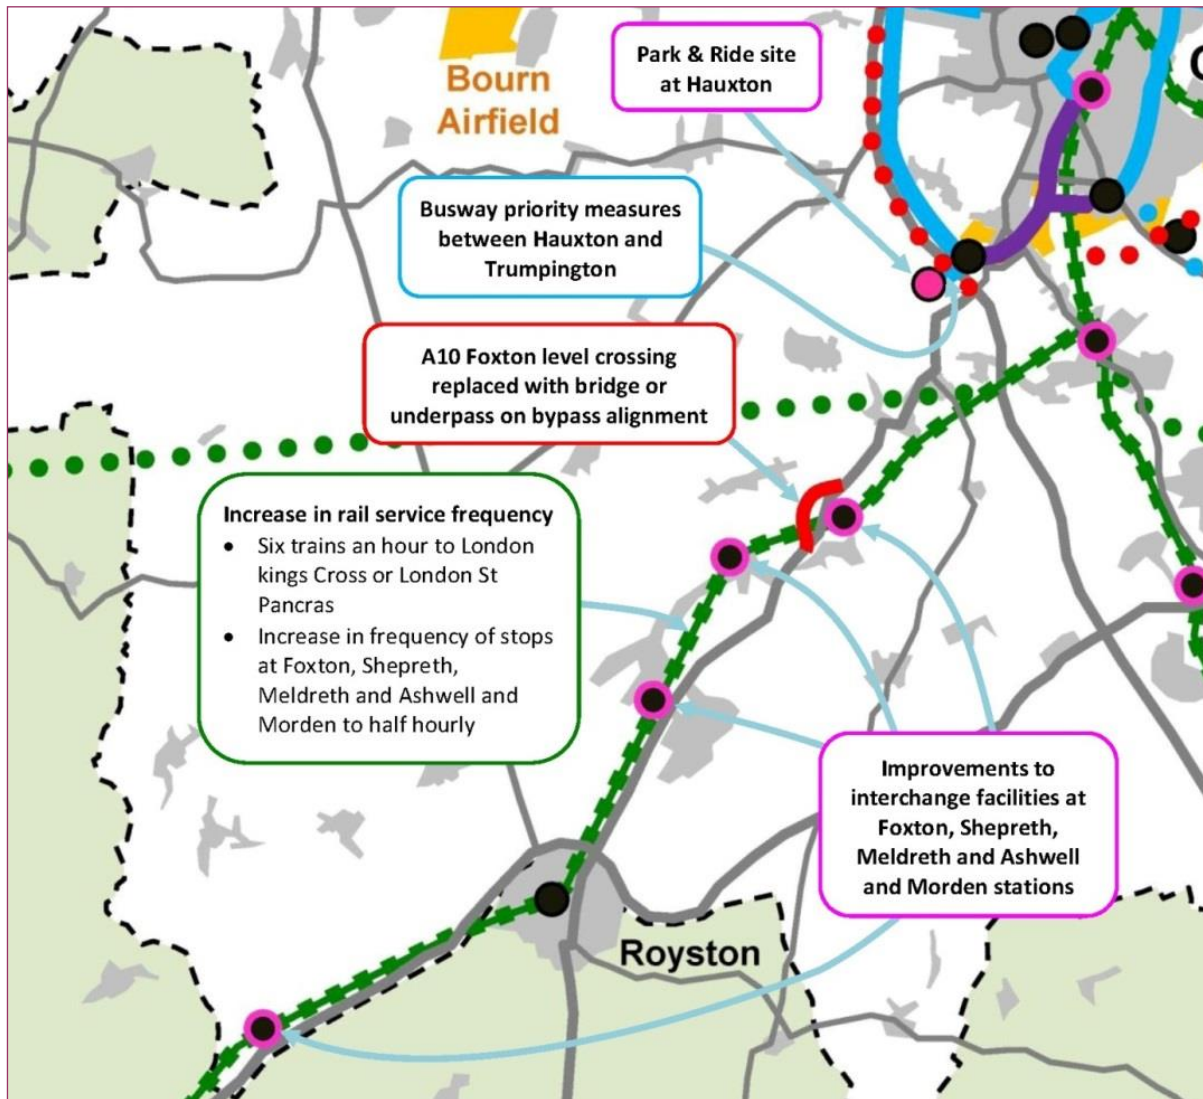 Park & Ride site
at Hauxton
Bourn
Airfield
Busway priority measures
between Hauxton and
Trumpington
A10 Foxton level crossing
replaced with bridge or
underpass on bypass alignment
Increase in rail service frequency
• Six trains an hour to London
kings Cross or London St
Pancras
• Increase in frequency of stops
at Foxton, Shepreth,
Meldreth and Ashwell and
Morden to half hourly
Improvements to
interchange facilities at
Foxton, Shepreth,
Meldreth and Ashwell
and Morden stations
Royston